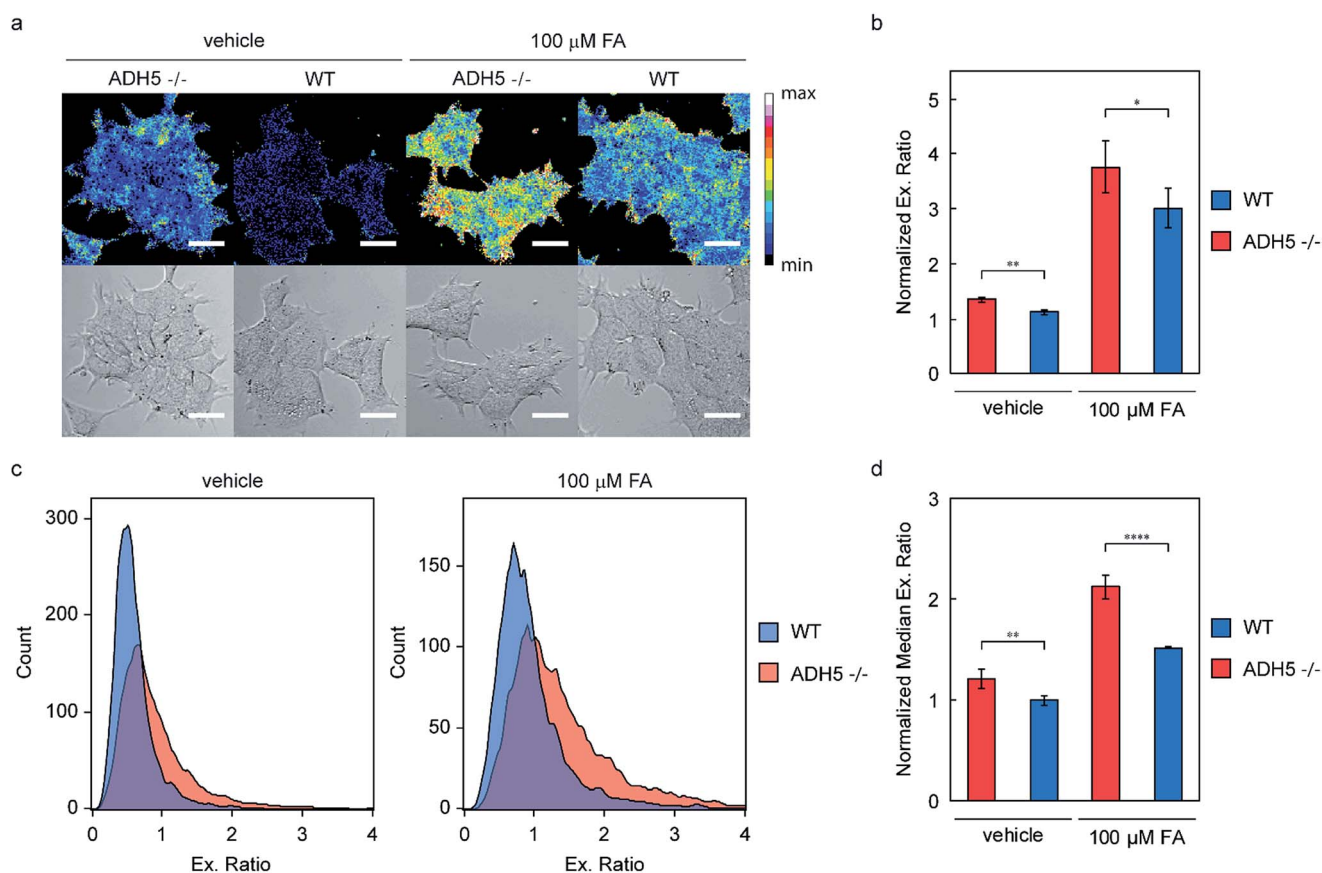 a
vehicle
100 μM FA
ADH5 -/-
WT
ADH5 -/-
WT
max
min
b
Normalized Ex. Ratio
5
4
3
2
1
0
*
**
vehicle
100 μM FA
WT
ADH5 -/-
c
vehicle
Count
300
200
100
0
0 1 2 3 4
Ex. Ratio
100 μM FA
Count
150
100
50
0
0 1 2 3 4
Ex. Ratio
WT
ADH5 -/-
d
Normalized Median Ex. Ratio
3
2
1
0
****
**
vehicle
100 μM FA
WT
ADH5 -/-